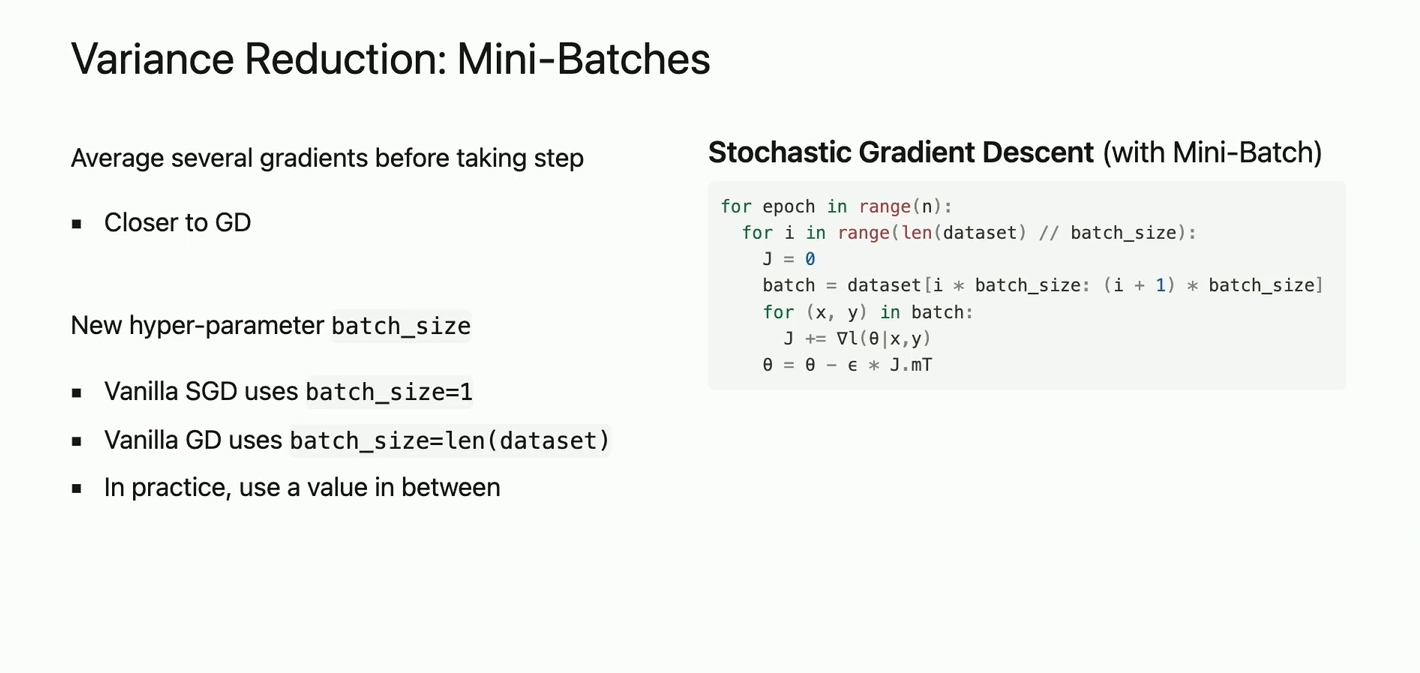 Variance Reduction: Mini-Batches
Average several gradients before taking step
▪ Closer to GD
New hyper-parameter batch_size
▪ Vanilla SGD uses batch_size=1
▪ Vanilla GD uses batch_size=len(dataset)
▪ In practice, use a value in between
Stochastic Gradient Descent (with Mini-Batch)
for epoch in range(n):
  for i in range(len(dataset) // batch_size):
    J = 0
    batch = dataset[i * batch_size: (i + 1) * batch_size]
    for (x, y) in batch:
      J += ∇l(θ|x,y)
    θ = θ − ϵ * J.mT